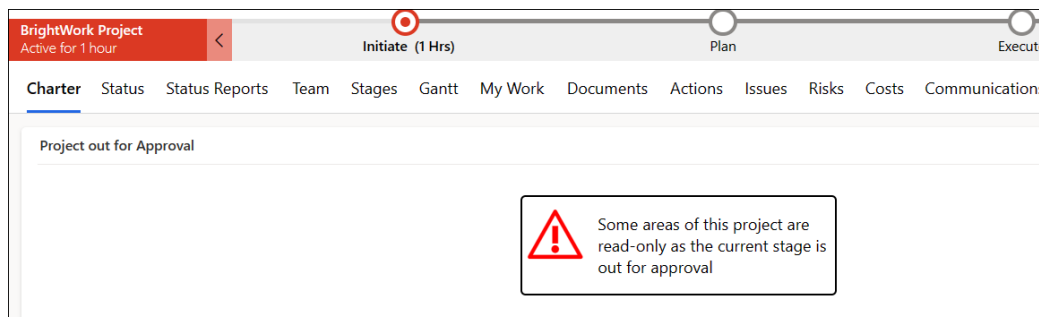 BrightWork Project
Active for 1 hour
Initiate (1 Hrs)
Plan
Execut
Charter Status Status Reports Team Stages Gantt My Work Documents Actions Issues Risks Costs Communications
Project out for Approval
Some areas of this project are
read-only as the current stage is
out for approval